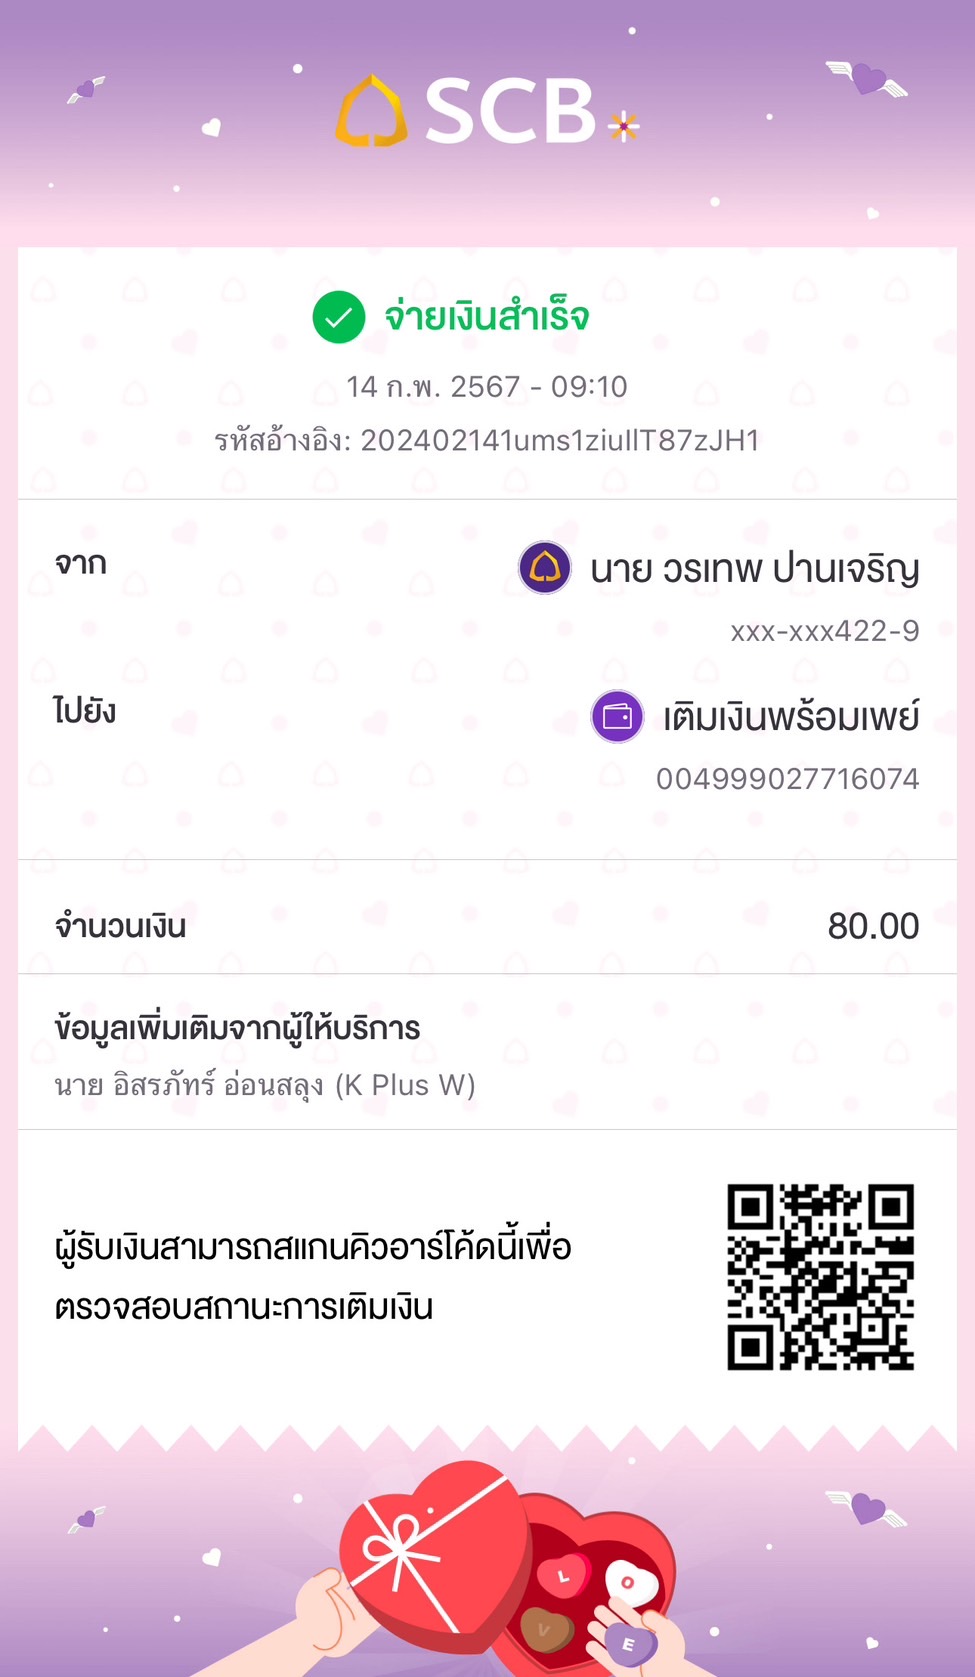 SCB
จ่ายเงินสำเร็จ
14 ก.พ. 2567 - 09:10
รหัสอ้างอิง: 202402141ums1ziuIlT87zJH1
จาก
นาย วรเทพ ปานเจริญ
xxx-xxx422-9
ไปยัง
เติมเงินพร้อมเพย์
004999027716074
จำนวนเงิน
80.00
ข้อมูลเพิ่มเติมจากผู้ให้บริการ
นาย อิสรภัทร์ อ่อนสลุง (K Plus W)
ผู้รับเงินสามารถสแกนคิวอาร์โค้ดนี้เพื่อ
ตรวจสอบสถานะการเติมเงิน
L
O
V
E